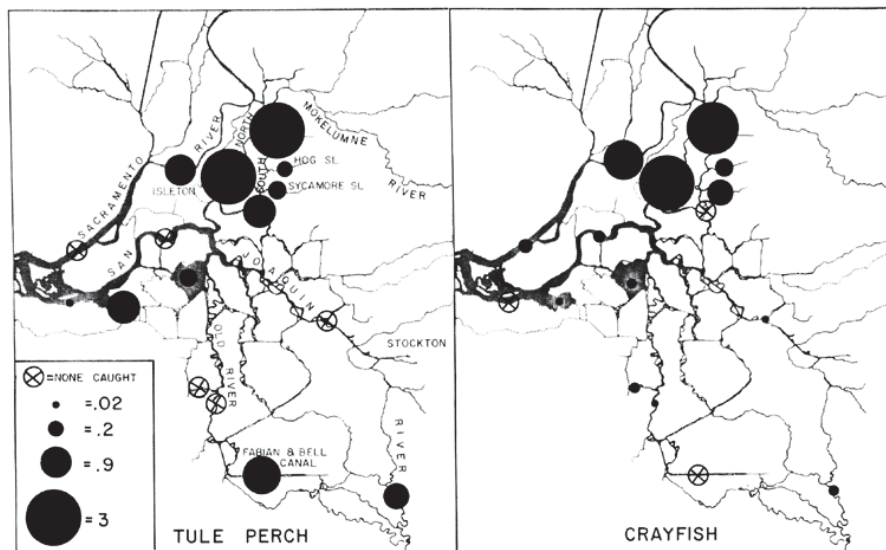 MOKELUMNE
RIVER
NORTH
SOUTH
RIVER
HOG SL.
SYCAMORE SL.
ISLETON
SACRAMENTO
SAN
JOAQUIN
STOCKTON
OLD
RIVER
RIVER
FABIAN & BELL
CANAL
=NONE CAUGHT
=.02
=.2
=.9
=3
TULE PERCH
CRAYFISH